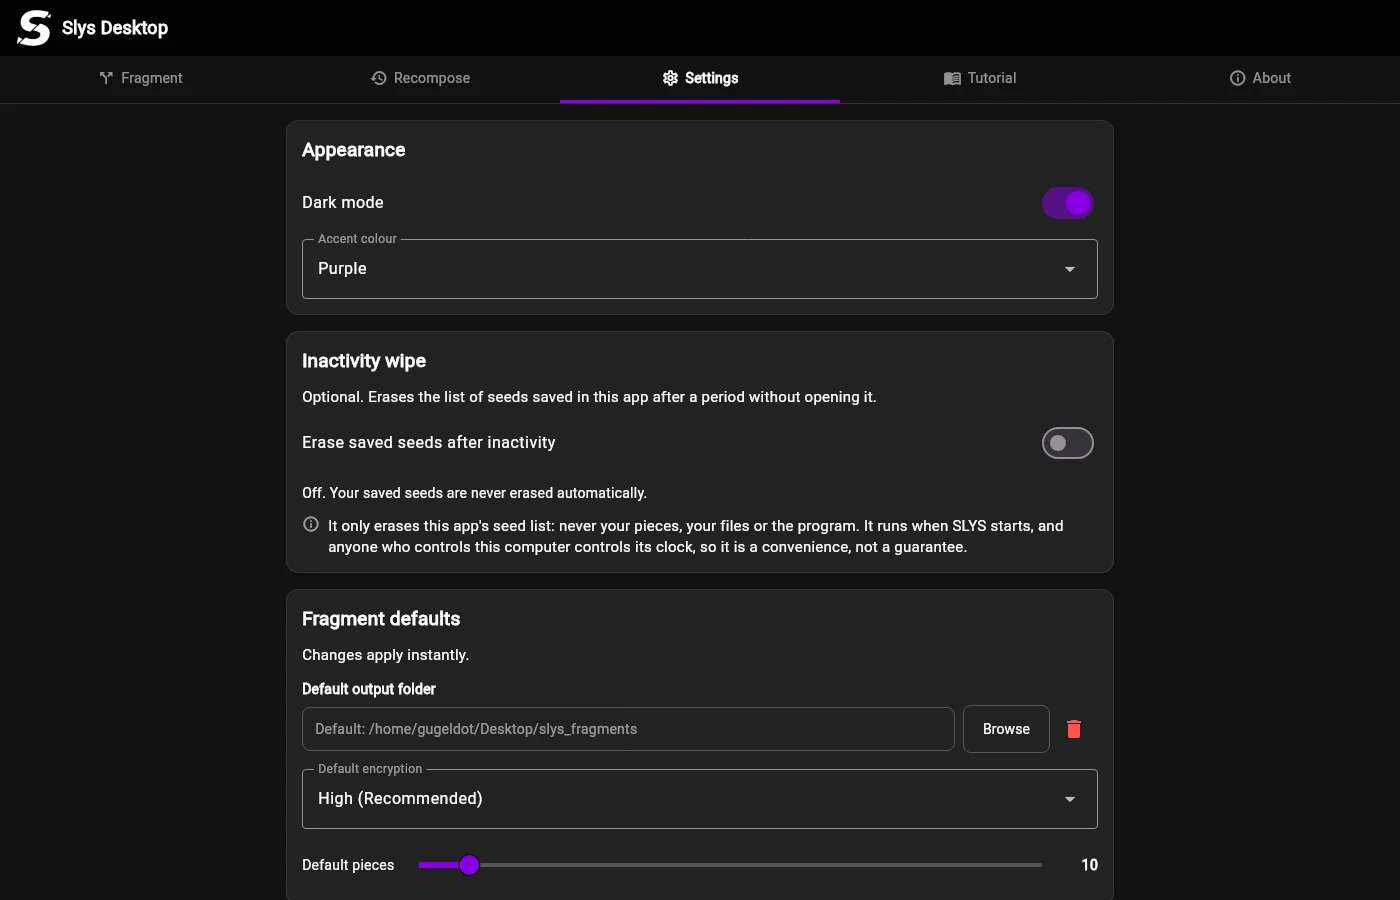 Slys Desktop
Fragment
Recompose
Settings
Tutorial
About
Appearance
Dark mode
Accent colour
Purple
Inactivity wipe
Optional. Erases the list of seeds saved in this app after a period without opening it.
Erase saved seeds after inactivity
Off. Your saved seeds are never erased automatically.
It only erases this app's seed list: never your pieces, your files or the program. It runs when SLYS starts, and
anyone who controls this computer controls its clock, so it is a convenience, not a guarantee.
Fragment defaults
Changes apply instantly.
Default output folder
Default: /home/gugeldot/Desktop/slys_fragments
Browse
Default encryption
High (Recommended)
Default pieces
10